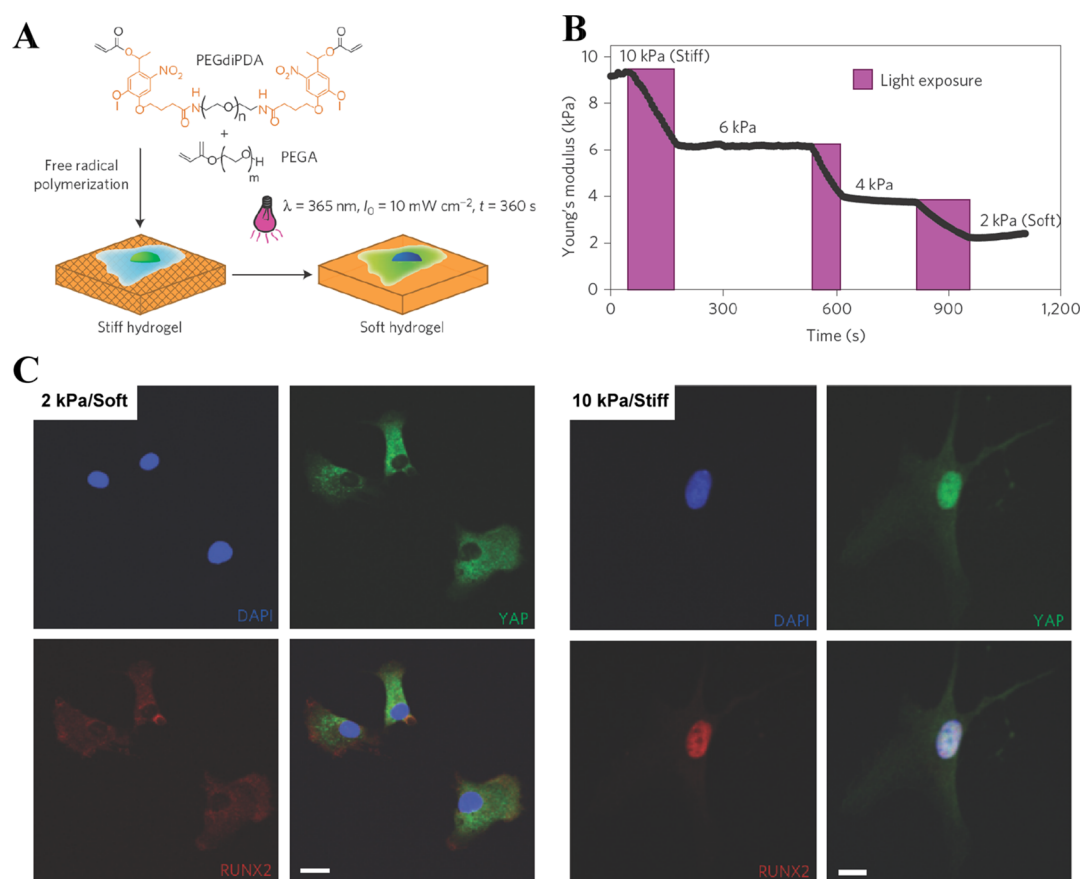 A
O
O
PEGdiPDA
O
O
NO₂
O₂N
H
H
N
N
O
n
O
O
O
O
O
O
+
O
O
O
H
m
PEGA
Free radical
polymerization
λ = 365 nm, I₀ = 10 mW cm⁻², t = 360 s
Stiff hydrogel
Soft hydrogel
B
10 kPa (Stiff)
Light exposure
6 kPa
4 kPa
2 kPa (Soft)
Young's modulus (kPa)
10
8
6
4
2
0
0
300
600
900
1,200
Time (s)
C
2 kPa/Soft
DAPI
YAP
RUNX2
10 kPa/Stiff
DAPI
YAP
RUNX2